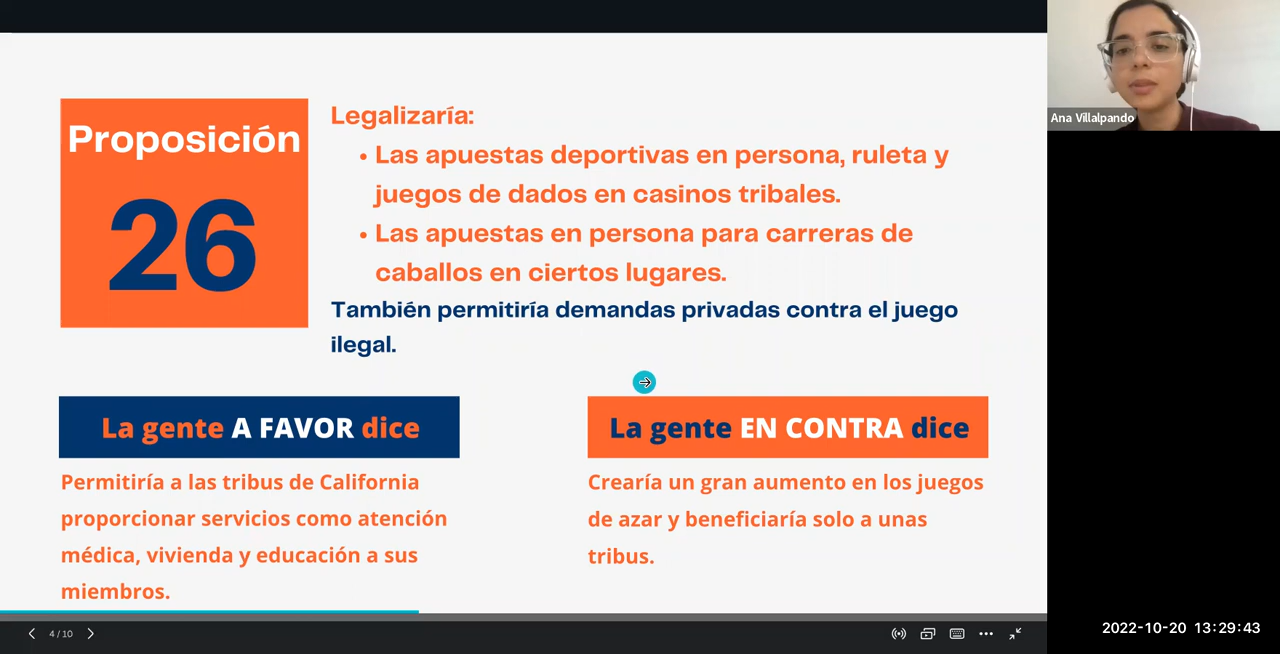 Proposición
26
Legalizaría:
• Las apuestas deportivas en persona, ruleta y
juegos de dados en casinos tribales.
• Las apuestas en persona para carreras de
caballos en ciertos lugares.
También permitiría demandas privadas contra el juego
ilegal.
La gente A FAVOR dice
Permitiría a las tribus de California
proporcionar servicios como atención
médica, vivienda y educación a sus
miembros.
La gente EN CONTRA dice
Crearía un gran aumento en los juegos
de azar y beneficiaría solo a unas
tribus.
Ana Villalpando
4 / 10
2022-10-20 13:29:43